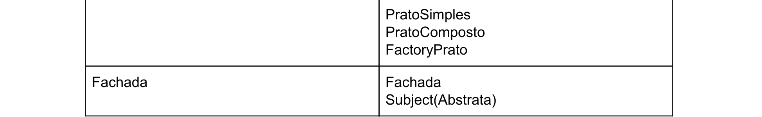 PratoSimples
PratoComposto
FactoryPrato
Fachada
Fachada
Subject(Abstrata)